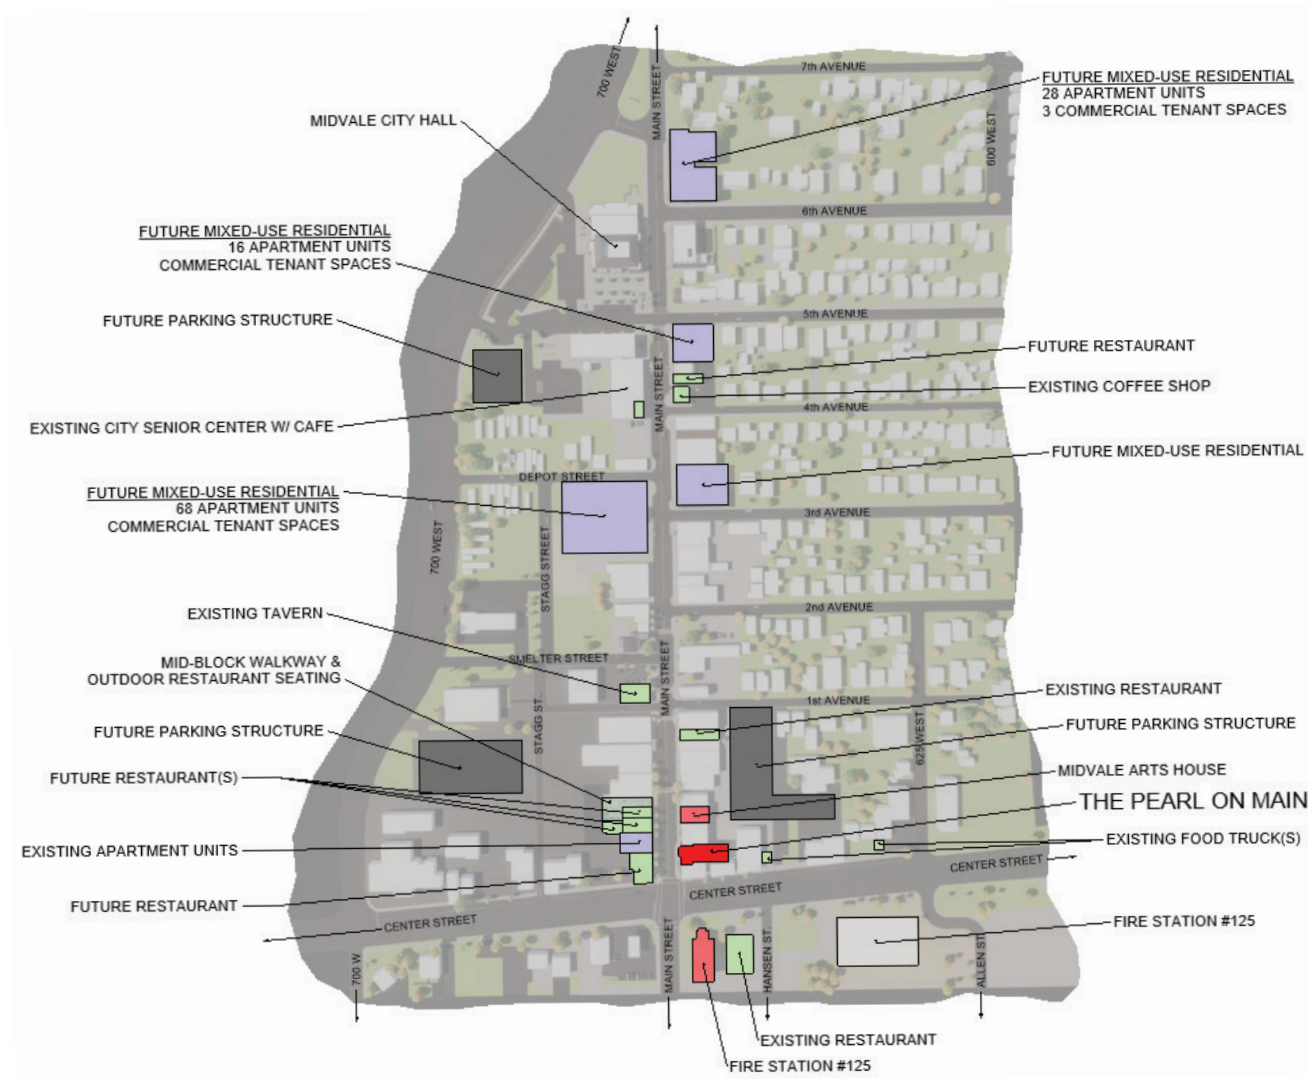 7th AVENUE
700 WEST
MAIN STREET
FUTURE MIXED-USE RESIDENTIAL
28 APARTMENT UNITS
3 COMMERCIAL TENANT SPACES
MIDVALE CITY HALL
600 WEST
6th AVENUE
FUTURE MIXED-USE RESIDENTIAL
16 APARTMENT UNITS
COMMERCIAL TENANT SPACES
FUTURE PARKING STRUCTURE
5th AVENUE
FUTURE RESTAURANT
EXISTING COFFEE SHOP
MAIN STREET
4th AVENUE
EXISTING CITY SENIOR CENTER W/ CAFE
FUTURE MIXED-USE RESIDENTIAL
DEPOT STREET
FUTURE MIXED-USE RESIDENTIAL
68 APARTMENT UNITS
COMMERCIAL TENANT SPACES
3rd AVENUE
700 WEST
STAGG STREET
2nd AVENUE
EXISTING TAVERN
MAIN STREET
SMELTER STREET
MID-BLOCK WALKWAY &
OUTDOOR RESTAURANT SEATING
EXISTING RESTAURANT
1st AVENUE
STAGG ST.
625 WEST
FUTURE PARKING STRUCTURE
FUTURE PARKING STRUCTURE
FUTURE RESTAURANT(S)
MIDVALE ARTS HOUSE
THE PEARL ON MAIN
EXISTING APARTMENT UNITS
EXISTING FOOD TRUCK(S)
CENTER STREET
CENTER STREET
FUTURE RESTAURANT
CENTER STREET
FIRE STATION #125
700 W
MAIN STREET
HANSEN ST.
ALLEN ST.
EXISTING RESTAURANT
FIRE STATION #125